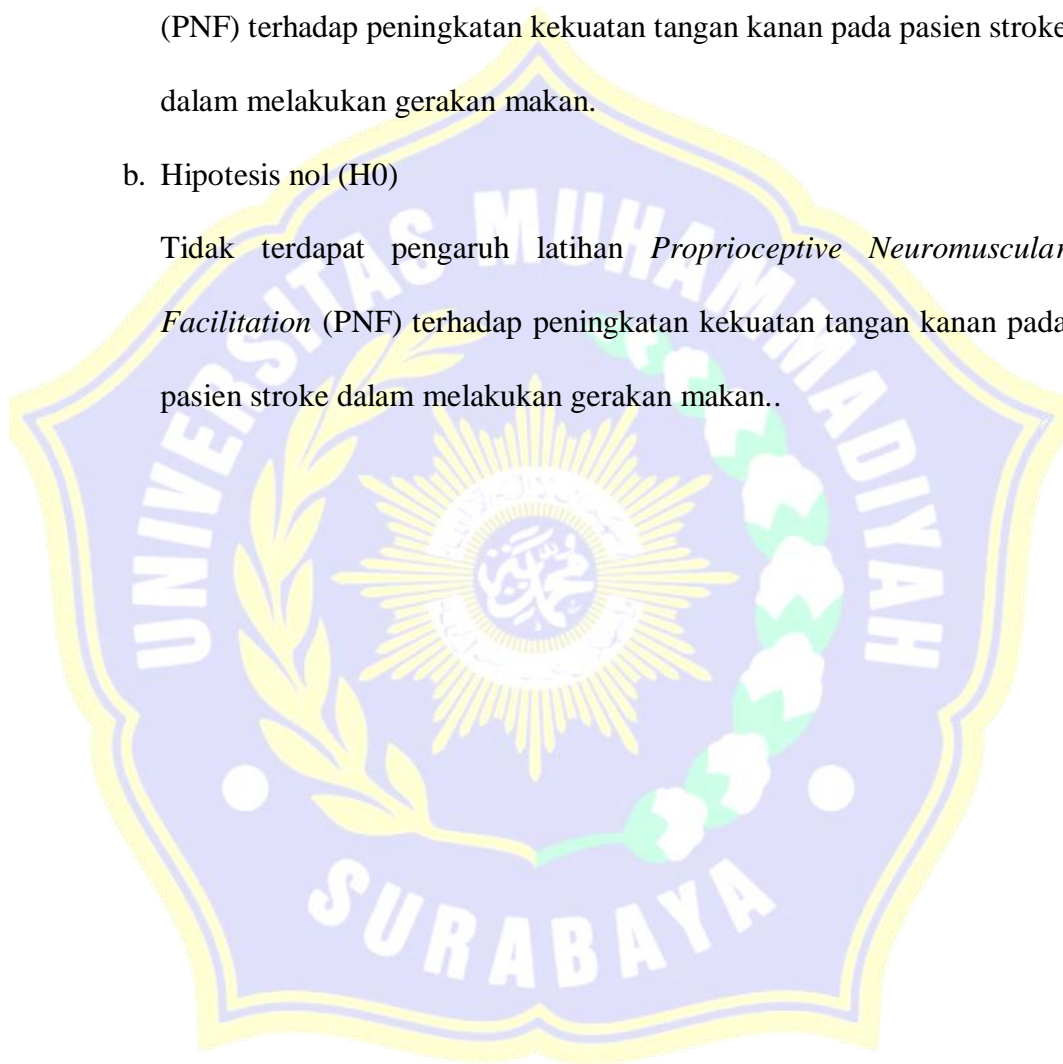 (PNF) terhadap peningkatan kekuatan tangan kanan pada pasien stroke
dalam melakukan gerakan makan.
b. Hipotesis nol (H0)
Tidak terdapat pengaruh latihan Proprioceptive Neuromuscular
Facilitation (PNF) terhadap peningkatan kekuatan tangan kanan pada
pasien stroke dalam melakukan gerakan makan..
UNIVERSITAS MUHAMMADIYAH
SURABAYA